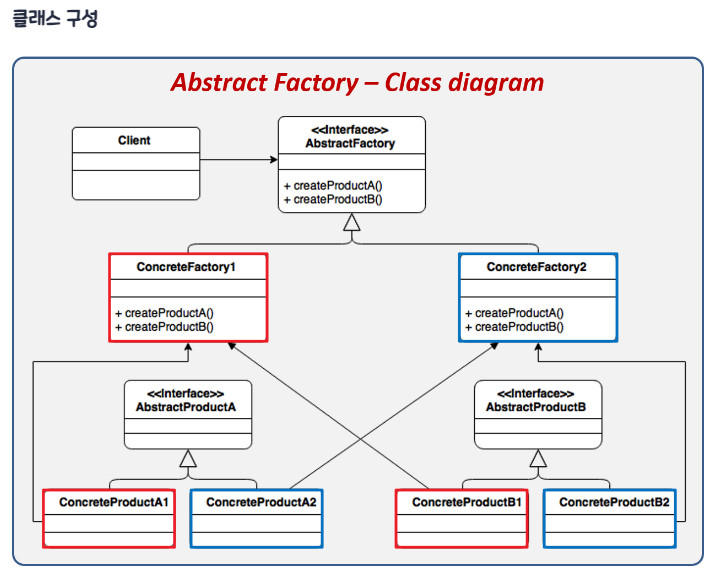 클래스 구성
Abstract Factory – Class diagram
Client
<<Interface>>
AbstractFactory
+ createProductA()
+ createProductB()
ConcreteFactory1
+ createProductA()
+ createProductB()
ConcreteFactory2
+ createProductA()
+ createProductB()
<<Interface>>
AbstractProductA
<<Interface>>
AbstractProductB
ConcreteProductA1
ConcreteProductA2
ConcreteProductB1
ConcreteProductB2